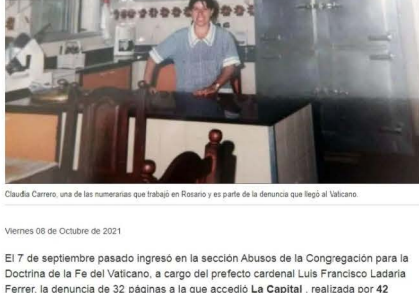 Claudia Carrero, una de las numerarias que trabajó en Rosario y es parte de la denuncia que llegó al Vaticano.
Viernes 08 de Octubre de 2021
El 7 de septiembre pasado ingresó en la sección Abusos de la Congregación para la
Doctrina de la Fe del Vaticano, a cargo del prefecto cardenal Luis Francisco Ladaria
Ferrer, la denuncia de 32 páginas a la que accedió La Capital , realizada por 42